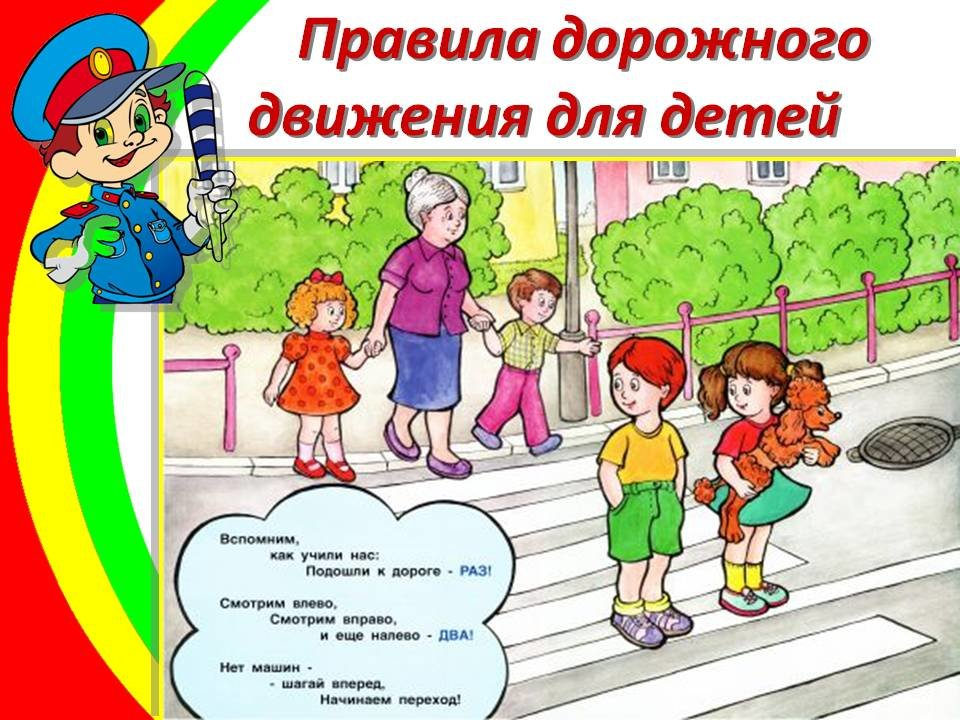 Правила дорожного
движения для детей
Вспомним,
как учили нас:
Подошли к дороге - РАЗ!
Смотрим влево,
Смотрим вправо,
и еще налево - ДВА!
Нет машин -
- шагай вперед,
Начинаем переход!